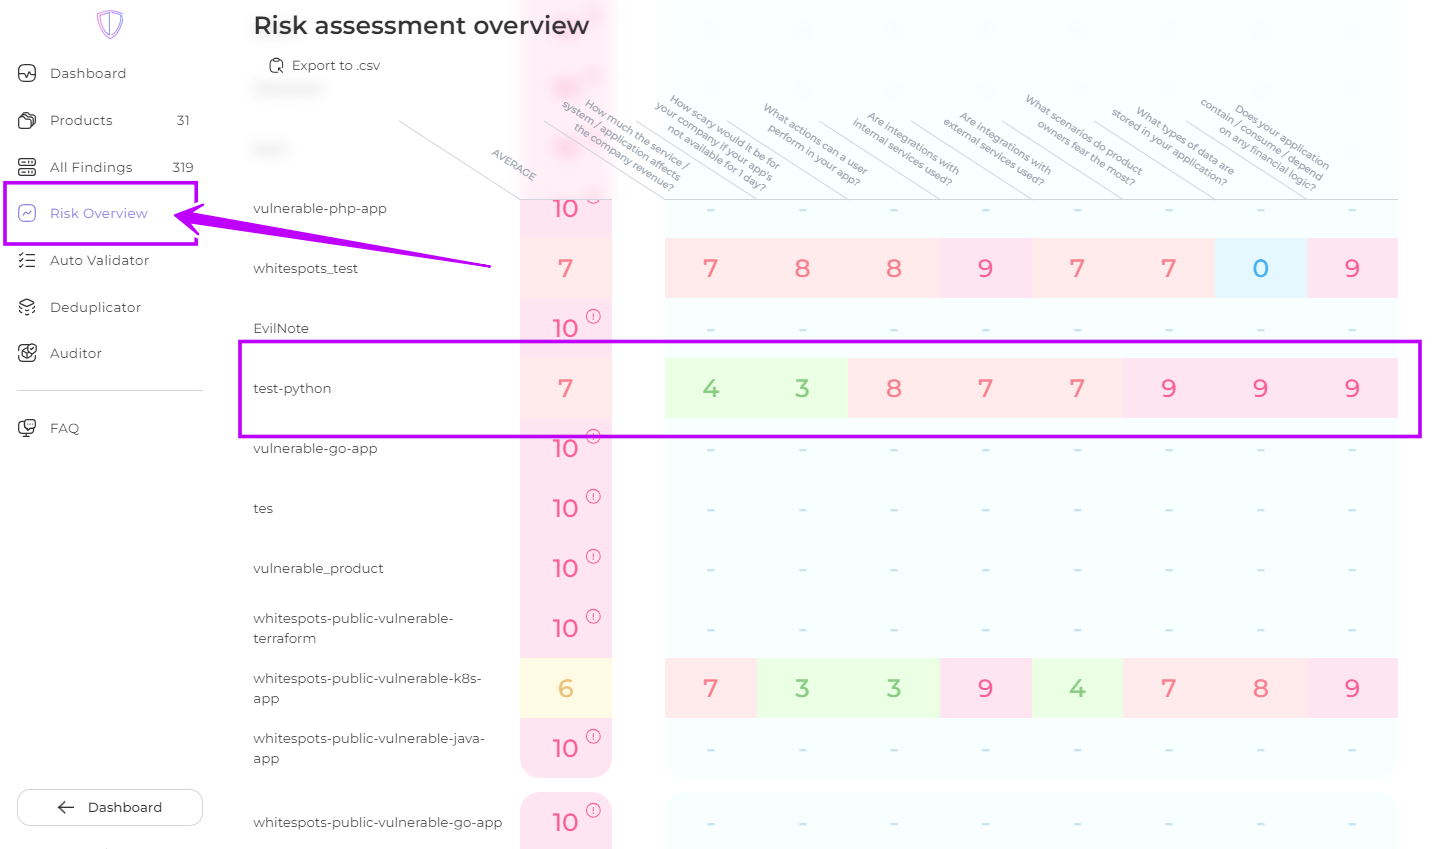 Risk assessment overview
Export to .csv
Dashboard
Products 31
All Findings 319
Risk Overview
Auto Validator
Deduplicator
Auditor
FAQ
Dashboard
AVERAGE
How much the service /
system / application affects
the company revenue?
How scary would it be for
your company if your app's
not available for 1 day?
What actions can a user
perform in your app?
Are integrations with
internal services used?
Are integrations with
external services used?
What scenarios do product
owners fear the most?
What types of data are
stored in your application?
Does your application
contain / consume / depend
on any financial logic?
vulnerable-php-app 10 - - - - - - - -
whitespots_test 7 7 8 8 9 7 7 0 9
EvilNote 10 - - - - - - - -
test-python 7 4 3 8 7 7 9 9 9
vulnerable-go-app 10 - - - - - - - -
tes 10 - - - - - - - -
vulnerable_product 10 - - - - - - - -
whitespots-public-vulnerable-
terraform 10 - - - - - - - -
whitespots-public-vulnerable-k8s-
app 6 7 3 3 9 4 7 8 9
whitespots-public-vulnerable-java-
app 10 - - - - - - - -
whitespots-public-vulnerable-go-app 10 - - - - - - - -